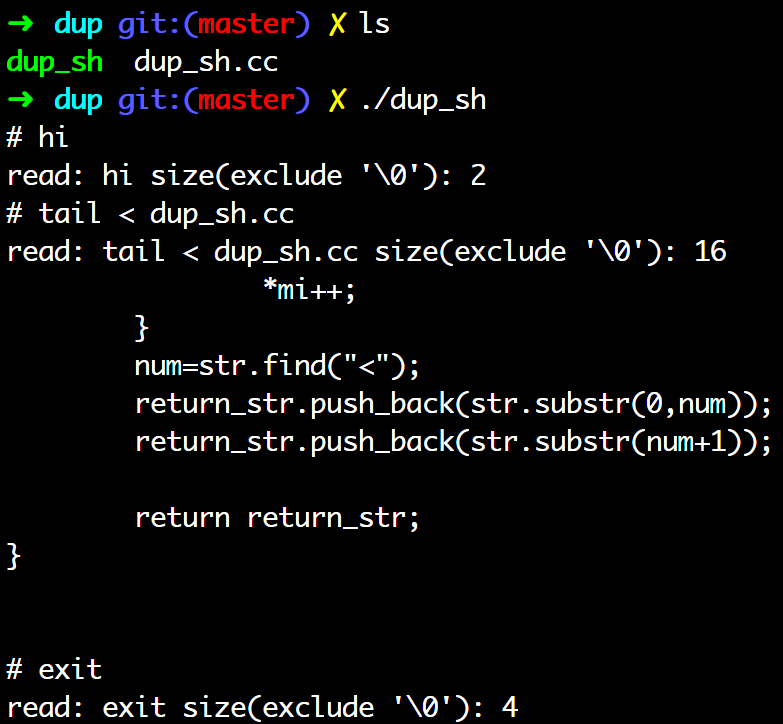 ➜ dup git:(master) ✗ ls
dup_sh dup_sh.cc
➜ dup git:(master) ✗ ./dup_sh
# hi
read: hi size(exclude '\0'): 2
# tail < dup_sh.cc
read: tail < dup_sh.cc size(exclude '\0'): 16
*mi++;
}
num=str.find("<");
return_str.push_back(str.substr(0,num));
return_str.push_back(str.substr(num+1));
return return_str;
}
# exit
read: exit size(exclude '\0'): 4